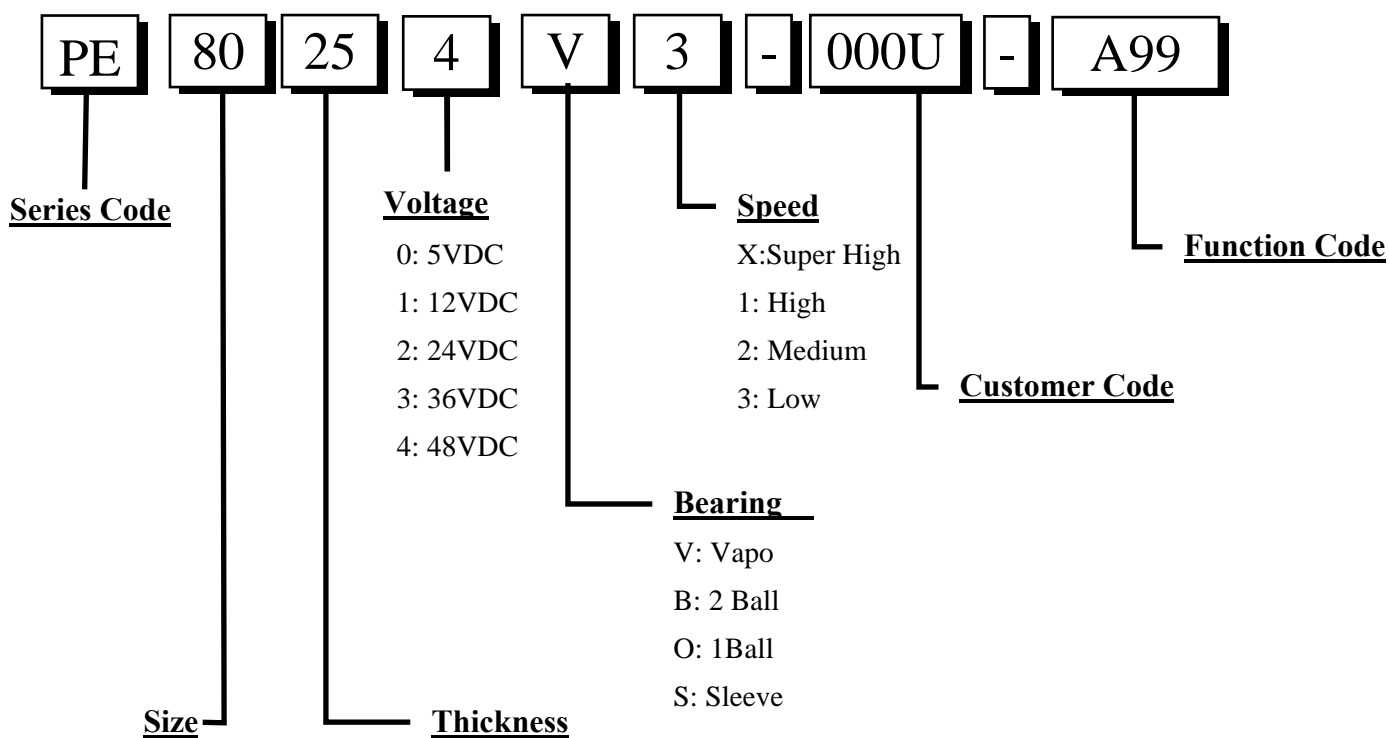 PE 80 25 4 V 3 - 000U - A99
Series Code
Voltage
0: 5VDC
1: 12VDC
2: 24VDC
3: 36VDC
4: 48VDC
Speed
X:Super High
1: High
2: Medium
3: Low
Function Code
Customer Code
Bearing
V: Vapo
B: 2 Ball
O: 1Ball
S: Sleeve
Size
Thickness